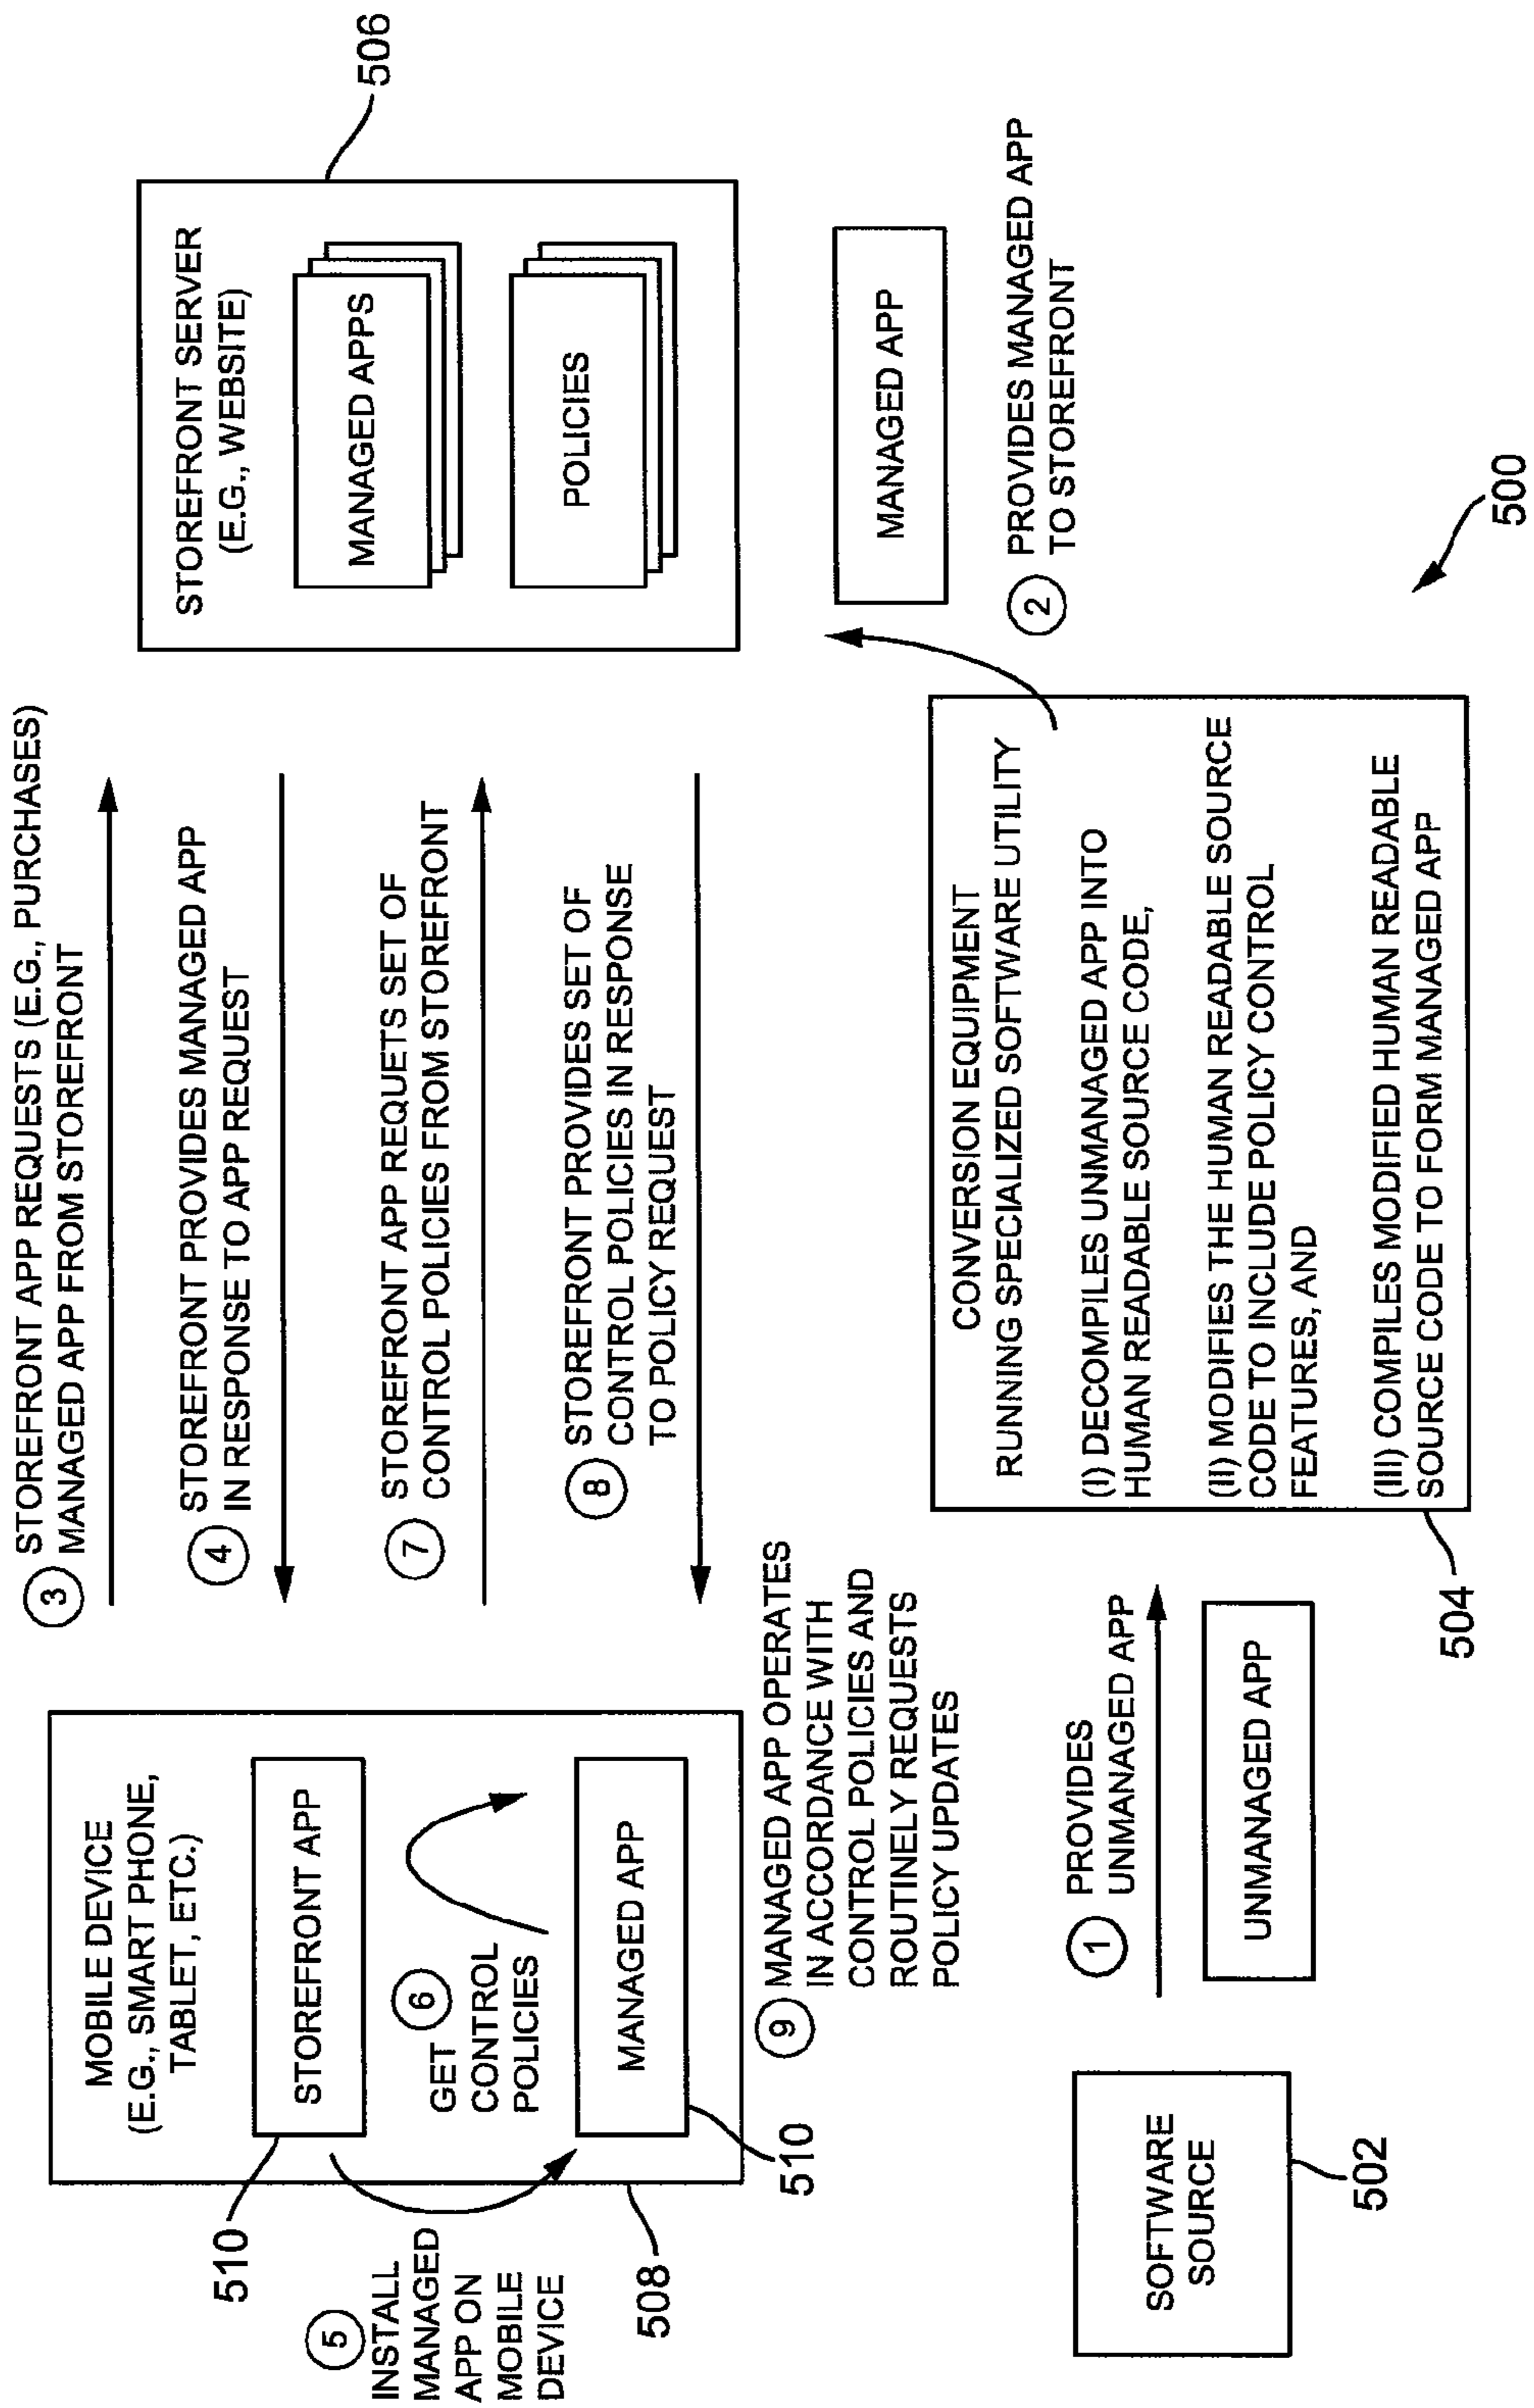 MOBILE DEVICE
(E.G., SMART PHONE,
TABLET, ETC.)
STOREFRONT APP
510
5
INSTALL
MANAGED
APP ON
MOBILE
DEVICE
6
GET
CONTROL
POLICIES
MANAGED APP
510
508
3
STOREFRONT APP REQUESTS (E.G., PURCHASES)
MANAGED APP FROM STOREFRONT
4
STOREFRONT PROVIDES MANAGED APP
IN RESPONSE TO APP REQUEST
7
STOREFRONT APP REQUETS SET OF
CONTROL POLICIES FROM STOREFRONT
8
STOREFRONT PROVIDES SET OF
CONTROL POLICIES IN RESPONSE
TO POLICY REQUEST
STOREFRONT SERVER
(E.G., WEBSITE)
MANAGED APPS
POLICIES
506
9
MANAGED APP OPERATES
IN ACCORDANCE WITH
CONTROL POLICIES AND
ROUTINELY REQUESTS
POLICY UPDATES
MANAGED APP
2
PROVIDES MANAGED APP
TO STOREFRONT
SOFTWARE
SOURCE
502
1
PROVIDES
UNMANAGED APP
UNMANAGED APP
CONVERSION EQUIPMENT
RUNNING SPECIALIZED SOFTWARE UTILITY
(I) DECOMPILES UNMANAGED APP INTO
HUMAN READABLE SOURCE CODE,
(II) MODIFIES THE HUMAN READABLE SOURCE
CODE TO INCLUDE POLICY CONTROL
FEATURES, AND
(III) COMPILES MODIFIED HUMAN READABLE
SOURCE CODE TO FORM MANAGED APP
504
500